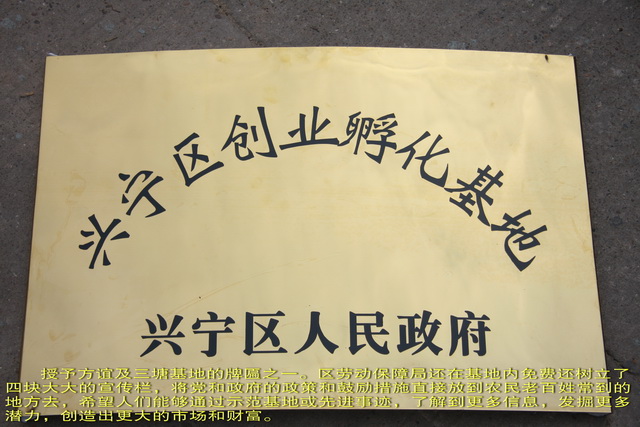 兴宁区创业孵化基地
兴宁区人民政府
授予方谊及三塘基地的牌匾之一。区劳动保障局还在基地内免费还树立了
四块大大的宣传栏，将党和政府的政策和鼓励措施直接放到农民老百姓常到的
地方去，希望人们能够通过示范基地或先进事迹，了解到更多信息，发掘更多
潜力，创造出更大的市场和财富。